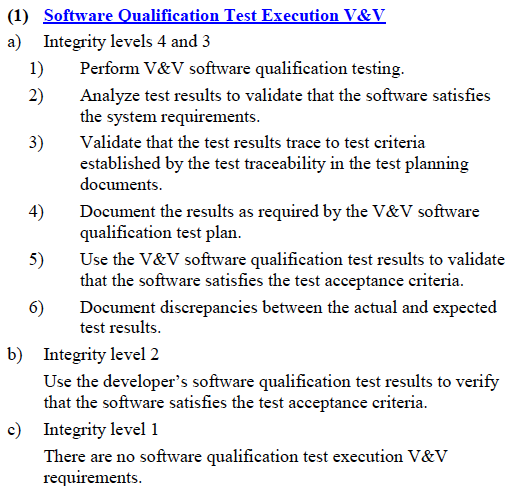 (1) Software Qualification Test Execution V&V
a) Integrity levels 4 and 3
1) Perform V&V software qualification testing.
2) Analyze test results to validate that the software satisfies
the system requirements.
3) Validate that the test results trace to test criteria
established by the test traceability in the test planning
documents.
4) Document the results as required by the V&V software
qualification test plan.
5) Use the V&V software qualification test results to validate
that the software satisfies the test acceptance criteria.
6) Document discrepancies between the actual and expected
test results.
b) Integrity level 2
Use the developer’s software qualification test results to verify
that the software satisfies the test acceptance criteria.
c) Integrity level 1
There are no software qualification test execution V&V
requirements.